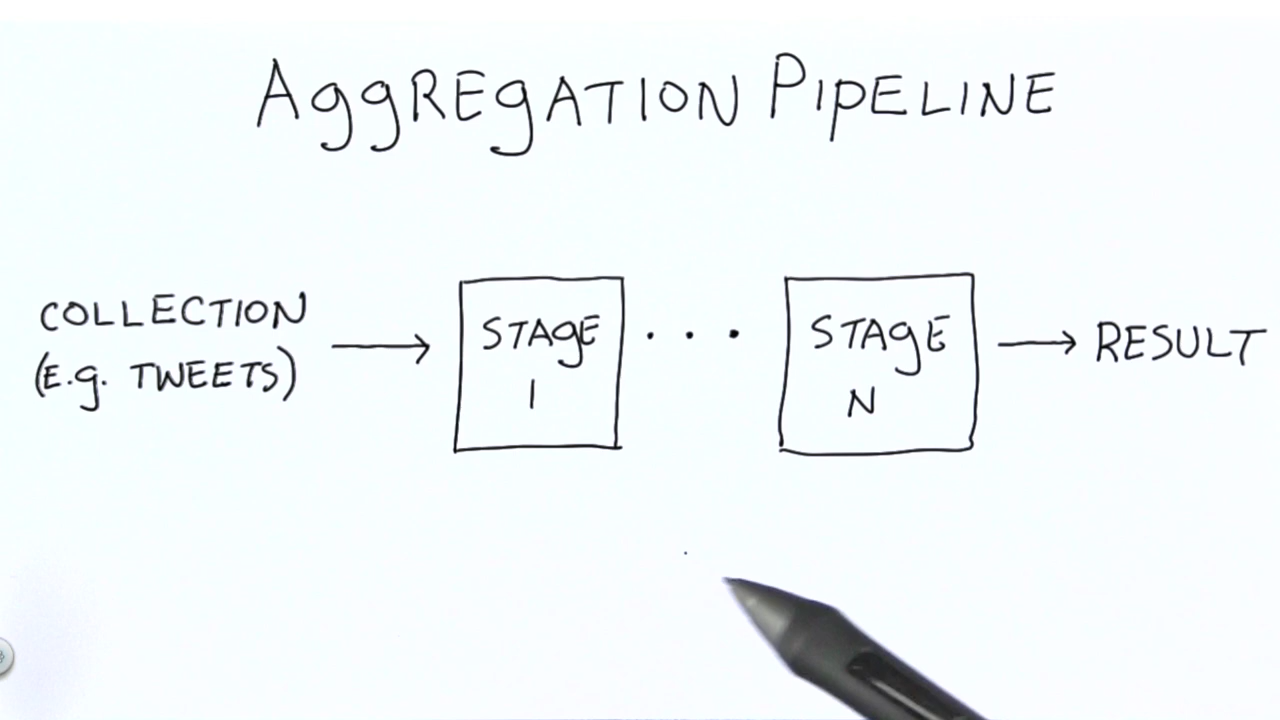 AggREgATION PIPELINE
COLLECTION
(E.g. TWEETS)
STAgE
1
. . .
STAgE
N
RESULT